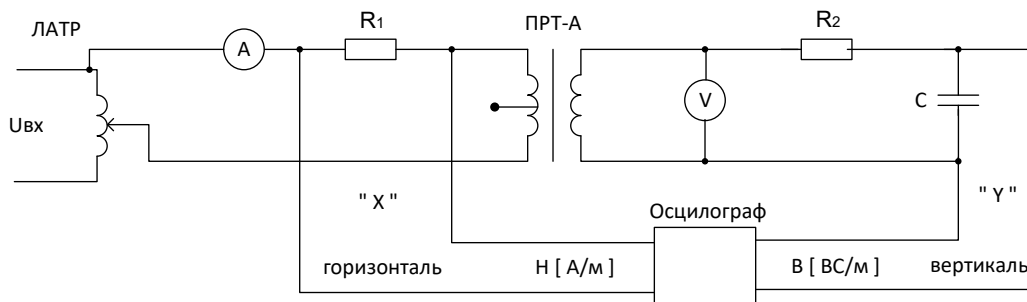 ЛАТР
R1
ПРТ-А
R2
A
V
C
Uвх
" X "
" Y "
Осцилограф
горизонталь
H [ А/м ]
B [ ВС/м ]
вертикаль